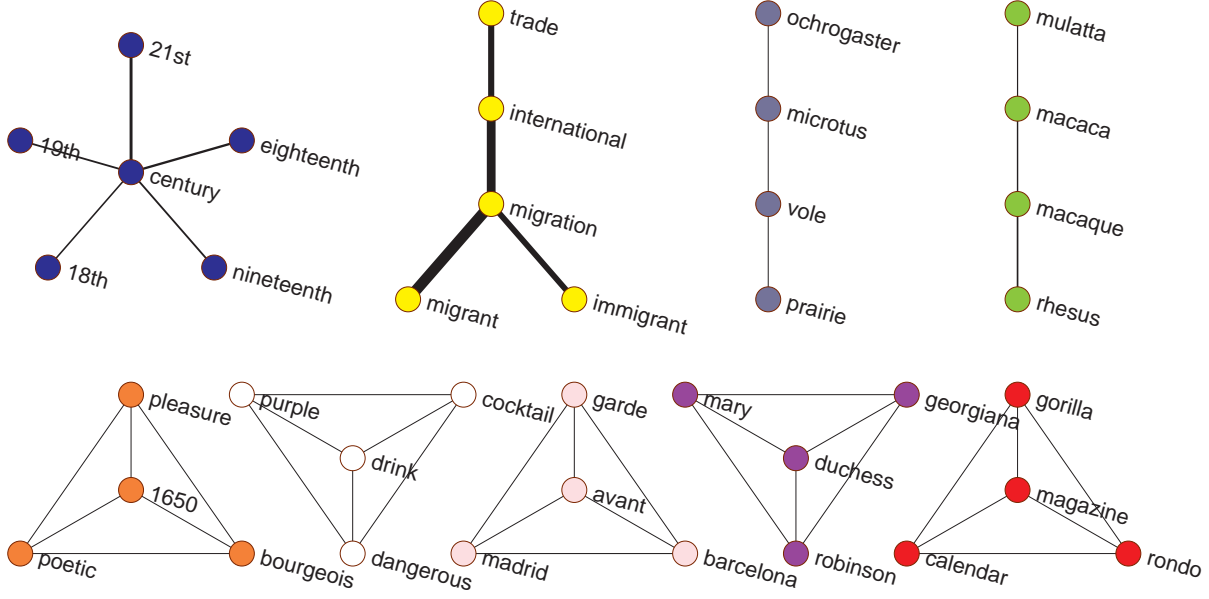 21st
19th
eighteenth
century
18th
nineteenth
trade
international
migration
migrant
immigrant
ochrogaster
microtus
vole
prairie
mulatta
macaca
macaque
rhesus
pleasure
1650
poetic
bourgeois
purple
cocktail
drink
dangerous
garde
avant
madrid
barcelona
mary
georgiana
duchess
robinson
gorilla
magazine
calendar
rondo